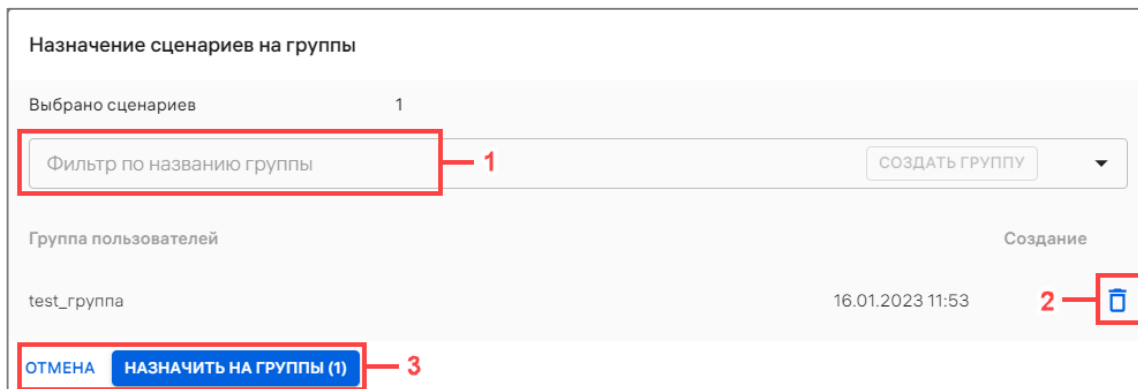 Назначение сценариев на группы
Выбрано сценариев 1
Фильтр по названию группы 1 СОЗДАТЬ ГРУППУ
Группа пользователей Создание
test_группа 16.01.2023 11:53 2
ОТМЕНА НАЗНАЧИТЬ НА ГРУППЫ (1) 3